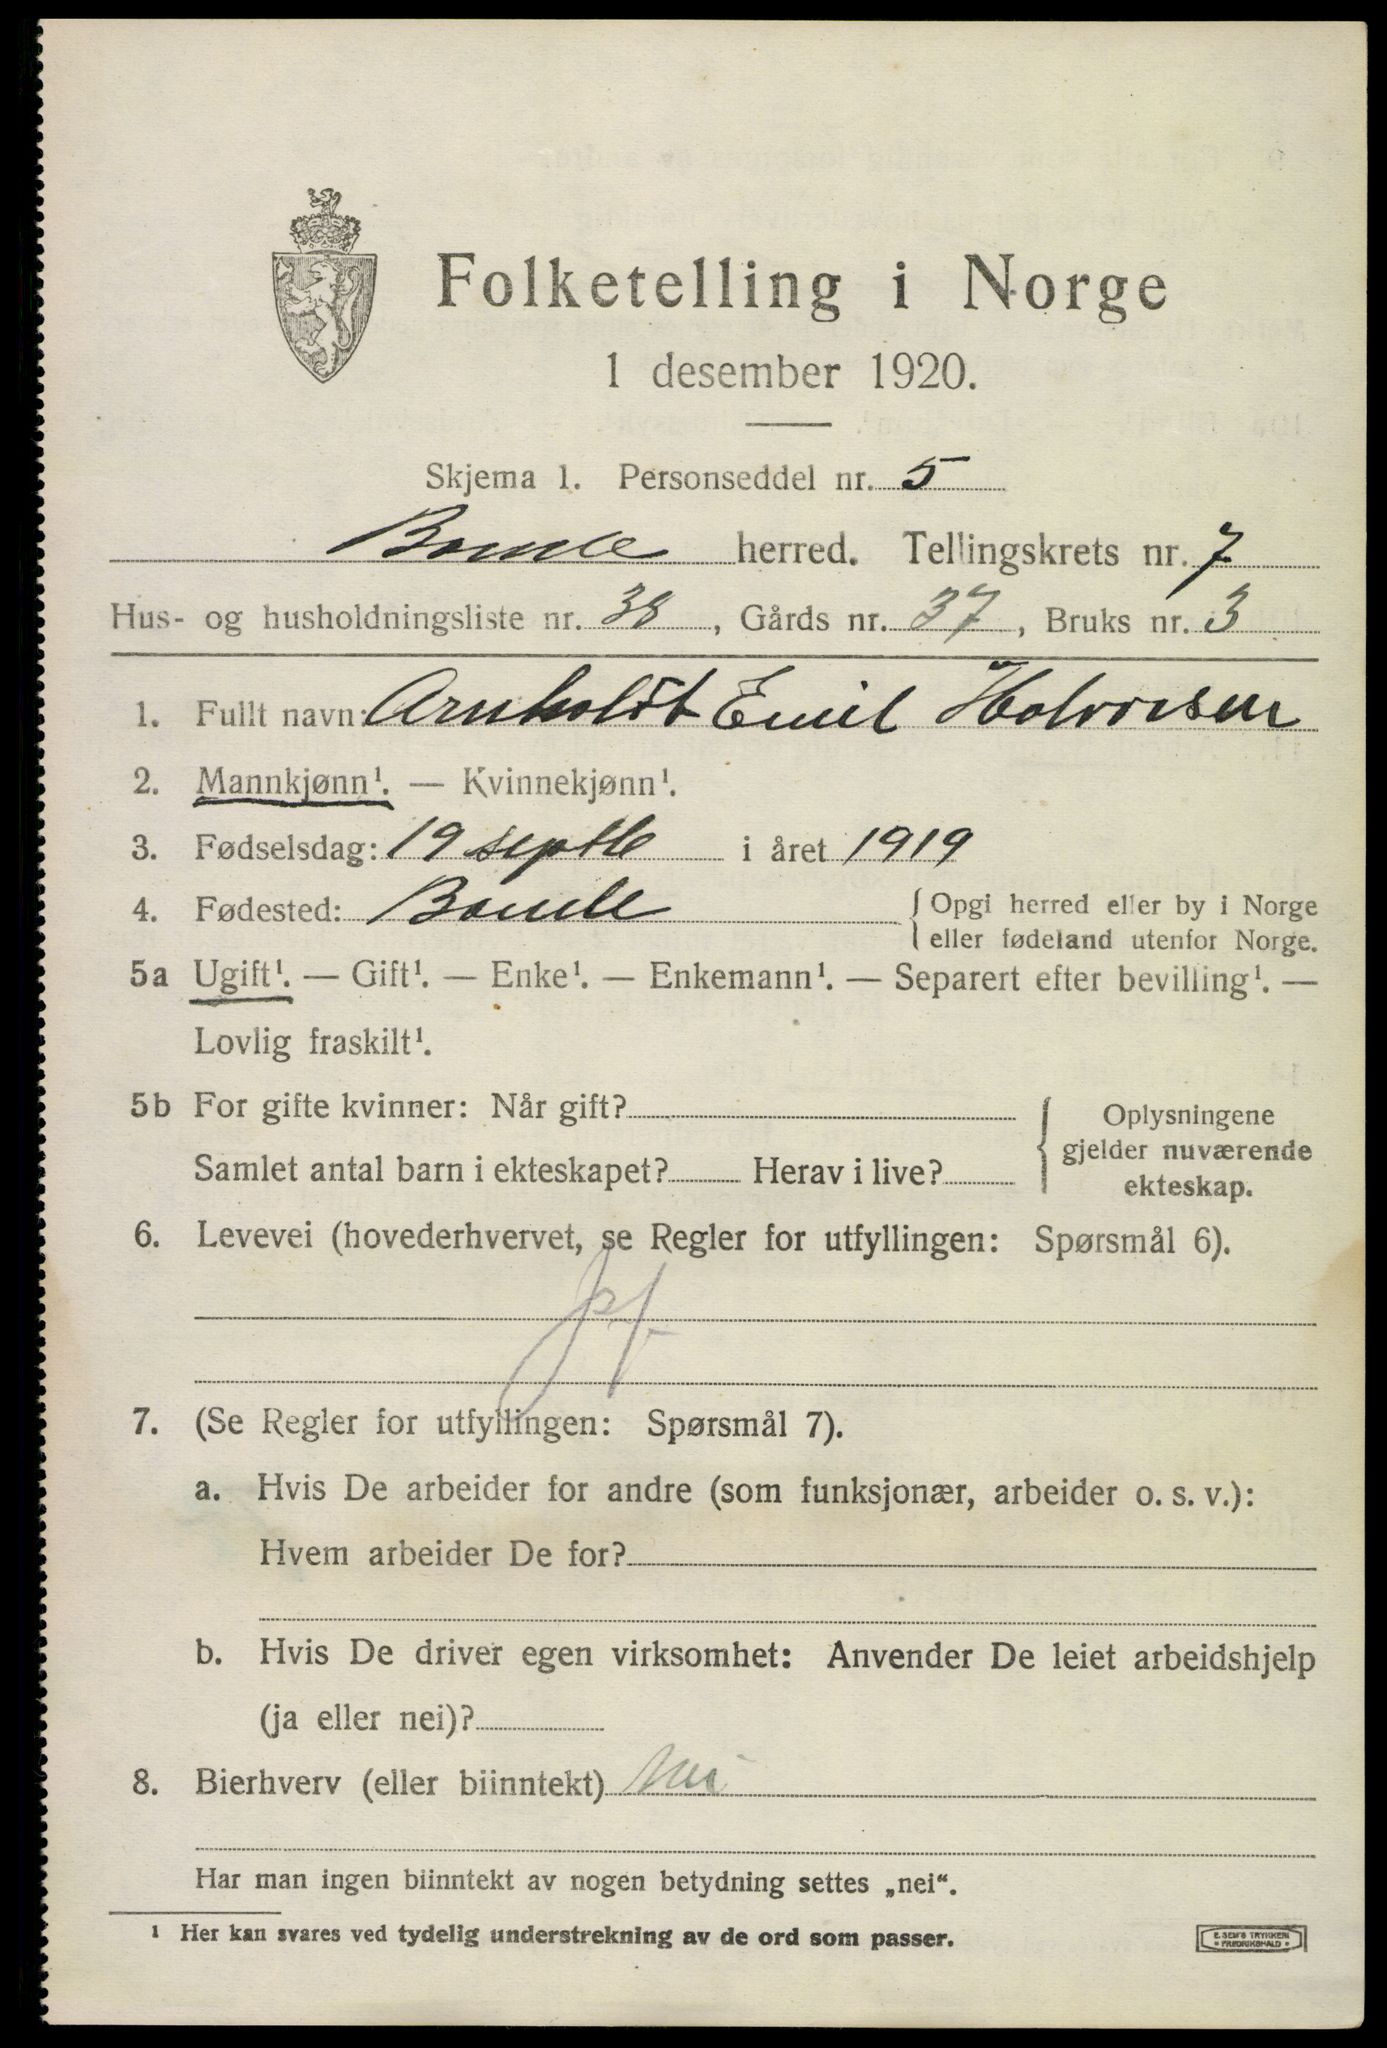 Folketelling i Norge
1 desember 1920.
Skjema 1. Personseddel nr. 5
Bamle herred. Tellingskrets nr. 7
Hus- og husholdningsliste nr. 38, Gårds nr. 37, Bruks nr. 3
1. Fullt navn: Arnholdt Emil Halvorsen
2. Mannkjønn¹. — Kvinnekjønn¹.
3. Fødselsdag: 19 septb i året 1919
4. Fødested: Bamle { Opgi herred eller by i Norge
eller fødeland utenfor Norge.
5a Ugift¹. — Gift¹. — Enke¹. — Enkemann¹. — Separert efter bevilling¹. —
Lovlig fraskilt¹.
5b For gifte kvinner: Når gift? { Oplysningene
gjelder nuværende
Samlet antal barn i ekteskapet? Herav i live? ekteskap.
6. Levevei (hovederhvervet, se Regler for utfyllingen: Spørsmål 6).
7. (Se Regler for utfyllingen: Spørsmål 7).
a. Hvis De arbeider for andre (som funksjonær, arbeider o. s. v.):
Hvem arbeider De for?
b. Hvis De driver egen virksomhet: Anvender De leiet arbeidshjelp
(ja eller nei)?
8. Bierhverv (eller biinntekt) Nei
Har man ingen biinntekt av nogen betydning settes „nei“.
¹ Her kan svares ved tydelig understrekning av de ord som passer.
E. SEM'S TRYKKERI
• FREDRIKSHALD •